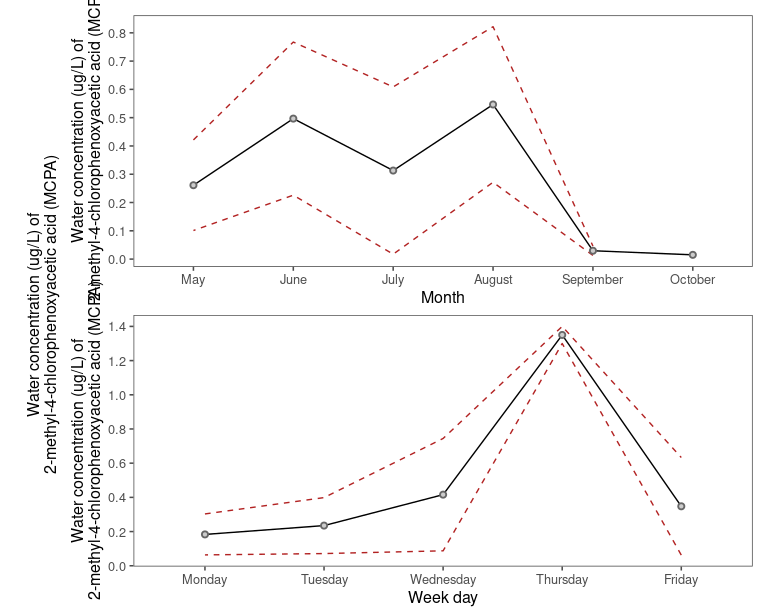 Water concentration (ug/L) of
2-methyl-4-chlorophenoxyacetic acid (MCPA)
Water concentration (ug/L) of
2-methyl-4-chlorophenoxyacetic acid (MCP
0.8
0.7
0.6
0.5
0.4
0.3
0.2
0.1
0.0
May June July August September October
Month
Water concentration (ug/L) of
2-methyl-4-chlorophenoxyacetic acid (MCPA)
1.4
1.2
1.0
0.8
0.6
0.4
0.2
0.0
Monday Tuesday Wednesday Thursday Friday
Week day